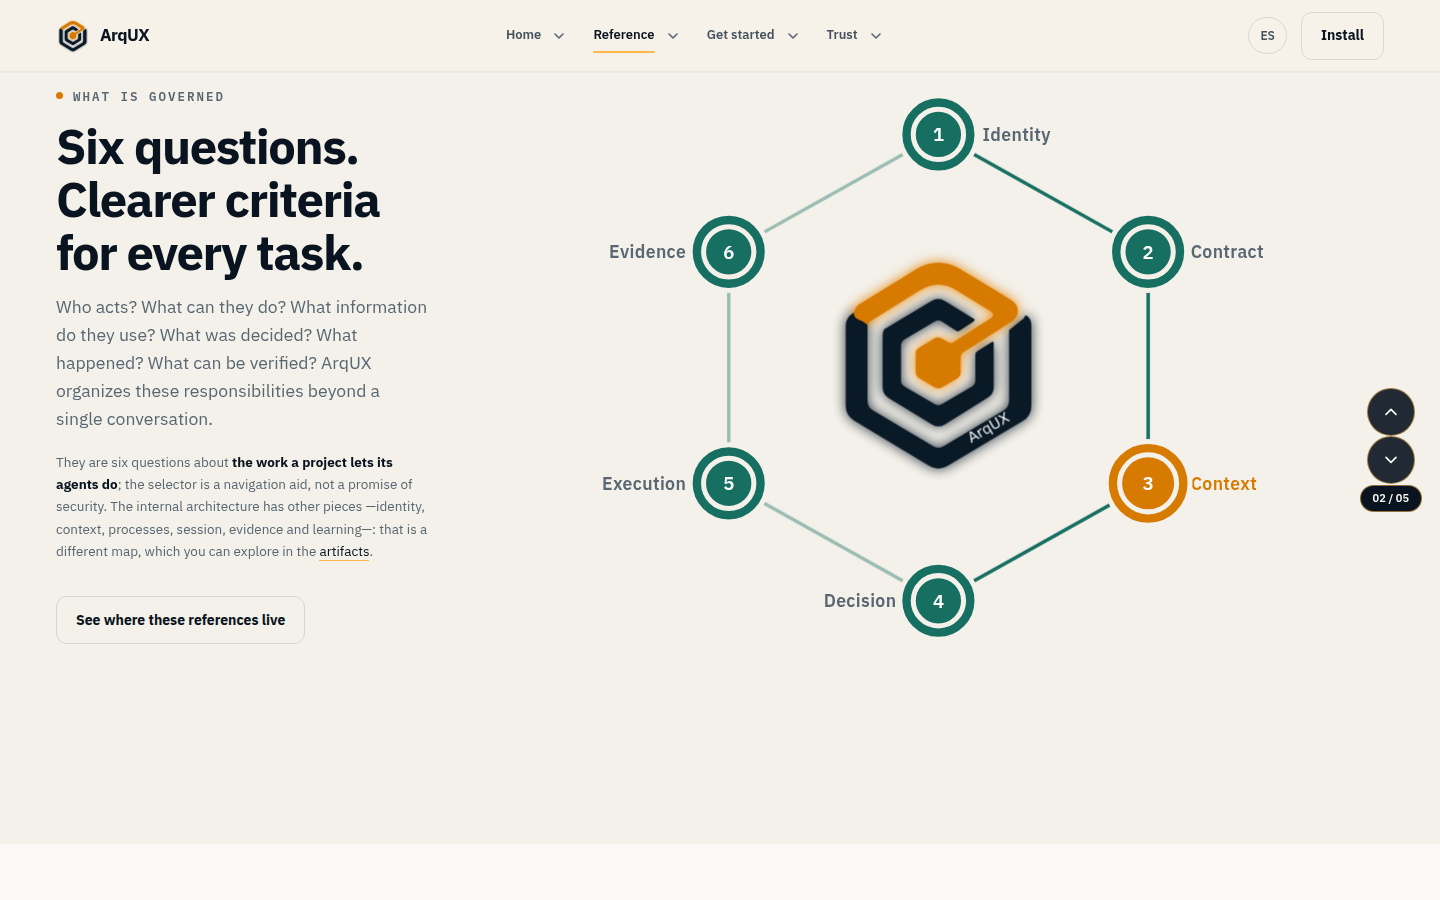 ArqUX
Home
Reference
Get started
Trust
ES
Install
WHAT IS GOVERNED
Six questions.
Clearer criteria
for every task.
Who acts? What can they do? What information
do they use? What was decided? What
happened? What can be verified? ArqUX
organizes these responsibilities beyond a
single conversation.
They are six questions about the work a project lets its
agents do; the selector is a navigation aid, not a promise of
security. The internal architecture has other pieces —identity,
context, processes, session, evidence and learning—: that is a
different map, which you can explore in the artifacts.
See where these references live
1 Identity
Evidence 6
2 Contract
ArqUX
Execution 5
3 Context
Decision 4
02 / 05